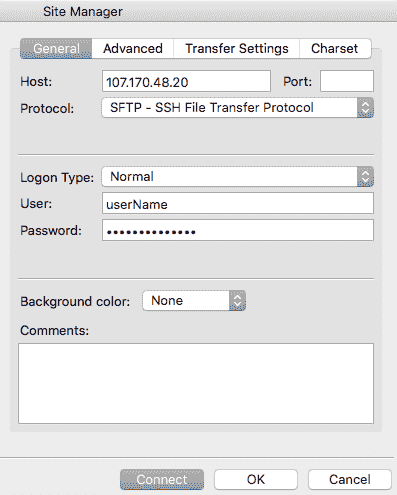 Site Manager
General Advanced Transfer Settings Charset
Host: 107.170.48.20 Port:
Protocol: SFTP - SSH File Transfer Protocol
Logon Type: Normal
User: userName
Password: ••••••••••••••
Background color: None
Comments:
Connect OK Cancel